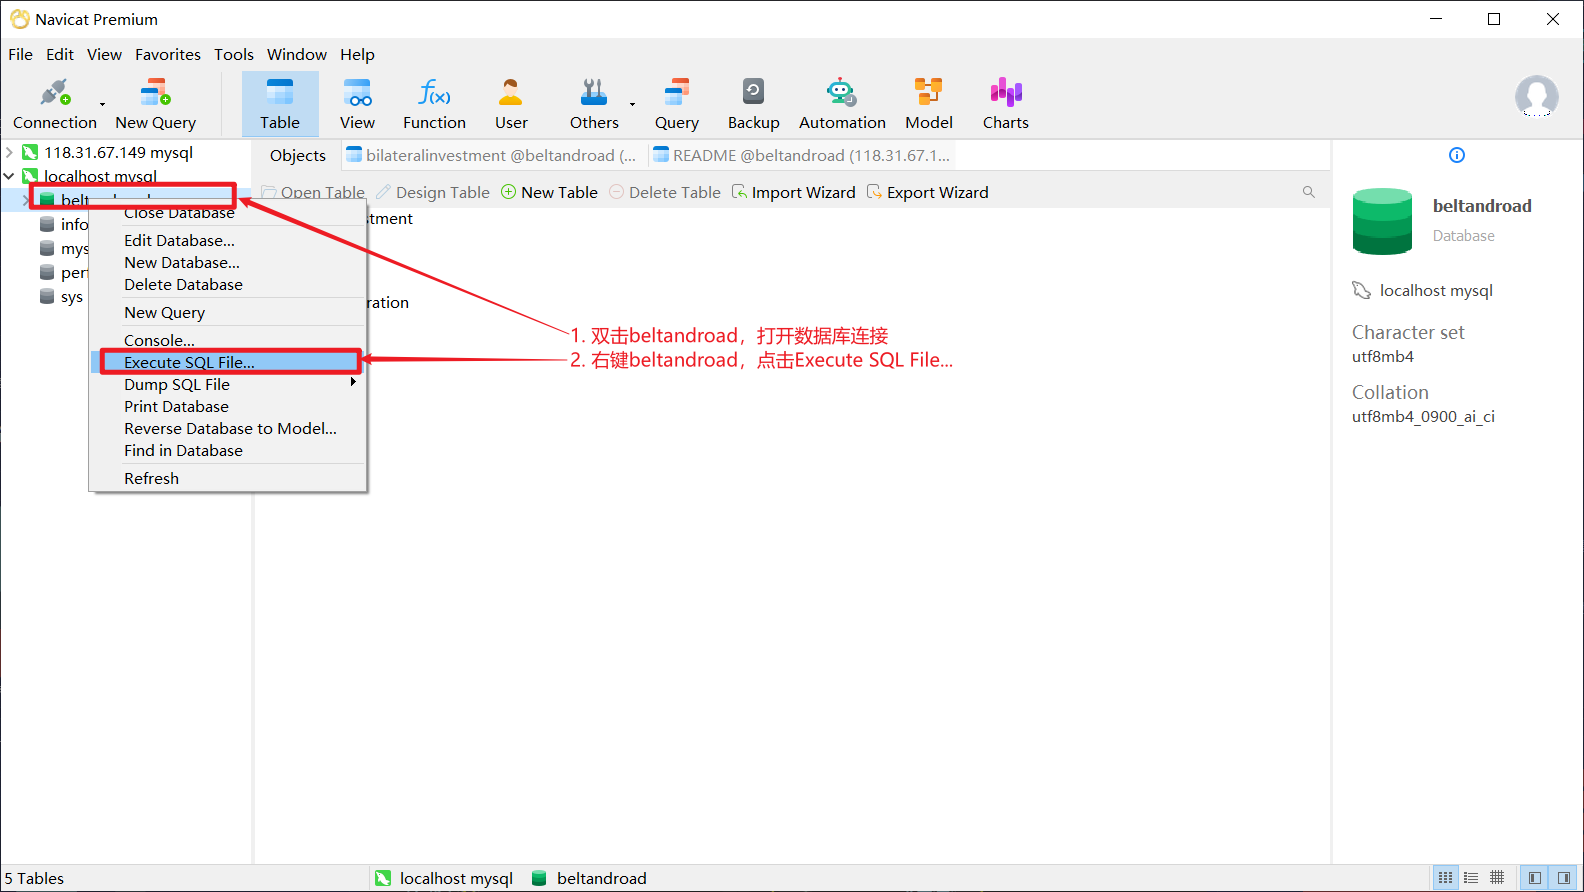 Navicat Premium
File Edit View Favorites Tools Window Help
Connection New Query Table View Function User Others Query Backup Automation Model Charts
118.31.67.149 mysql
localhost mysql
info
mys
sys
Objects bilateralinvestment @beltandroad (... README @beltandroad (118.31.67.1...
Open Table Design Table New Table Delete Table Import Wizard Export Wizard
Close Database
Edit Database...
New Database...
Delete Database
New Query
Console...
Execute SQL File...
Dump SQL File
Print Database
Reverse Database to Model...
Find in Database
Refresh
tment
ration
1. 双击beltandroad，打开数据库连接
2. 右键beltandroad，点击Execute SQL File...
beltandroad
Database
localhost mysql
Character set
utf8mb4
Collation
utf8mb4_0900_ai_ci
5 Tables localhost mysql beltandroad